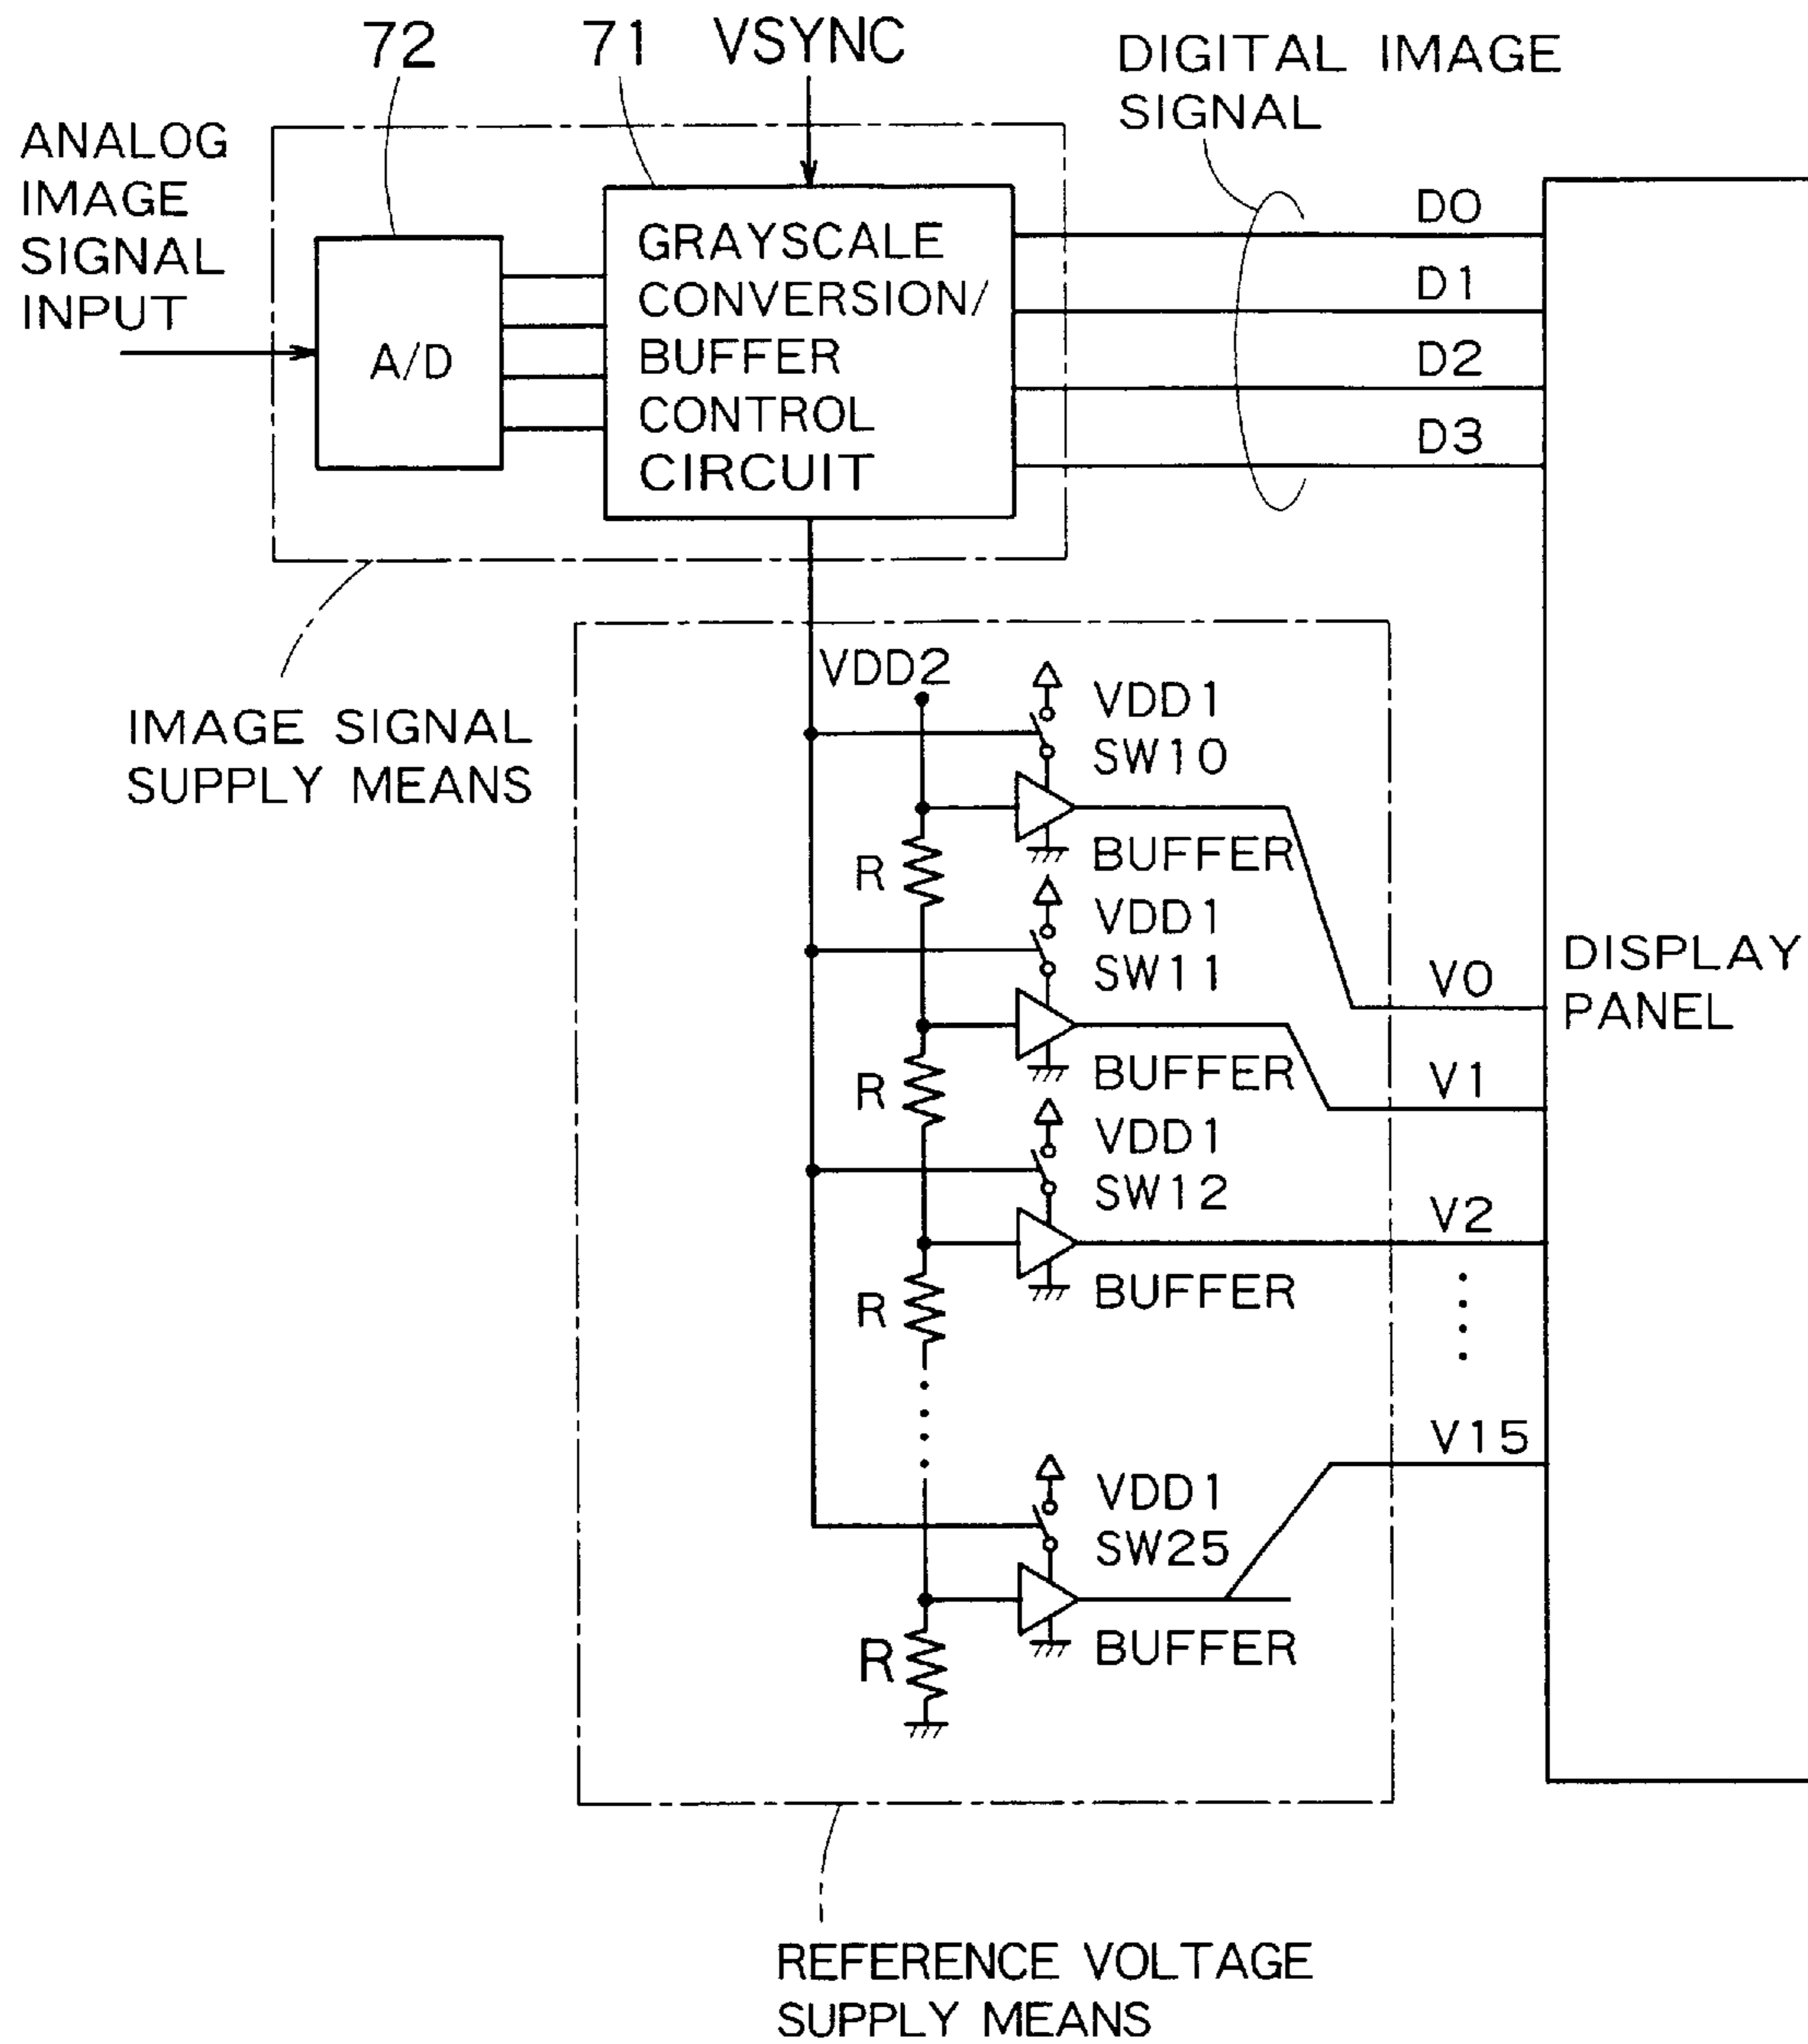 72
71
VSYNC
DIGITAL IMAGE
SIGNAL
ANALOG
IMAGE
SIGNAL
INPUT
A/D
GRAYSCALE
CONVERSION/
BUFFER
CONTROL
CIRCUIT
D0
D1
D2
D3
IMAGE SIGNAL
SUPPLY MEANS
VDD2
VDD1
SW10
BUFFER
R
VDD1
SW11
BUFFER
R
VDD1
SW12
BUFFER
R
VDD1
SW25
BUFFER
R
V0
V1
V2
V15
DISPLAY
PANEL
REFERENCE VOLTAGE
SUPPLY MEANS